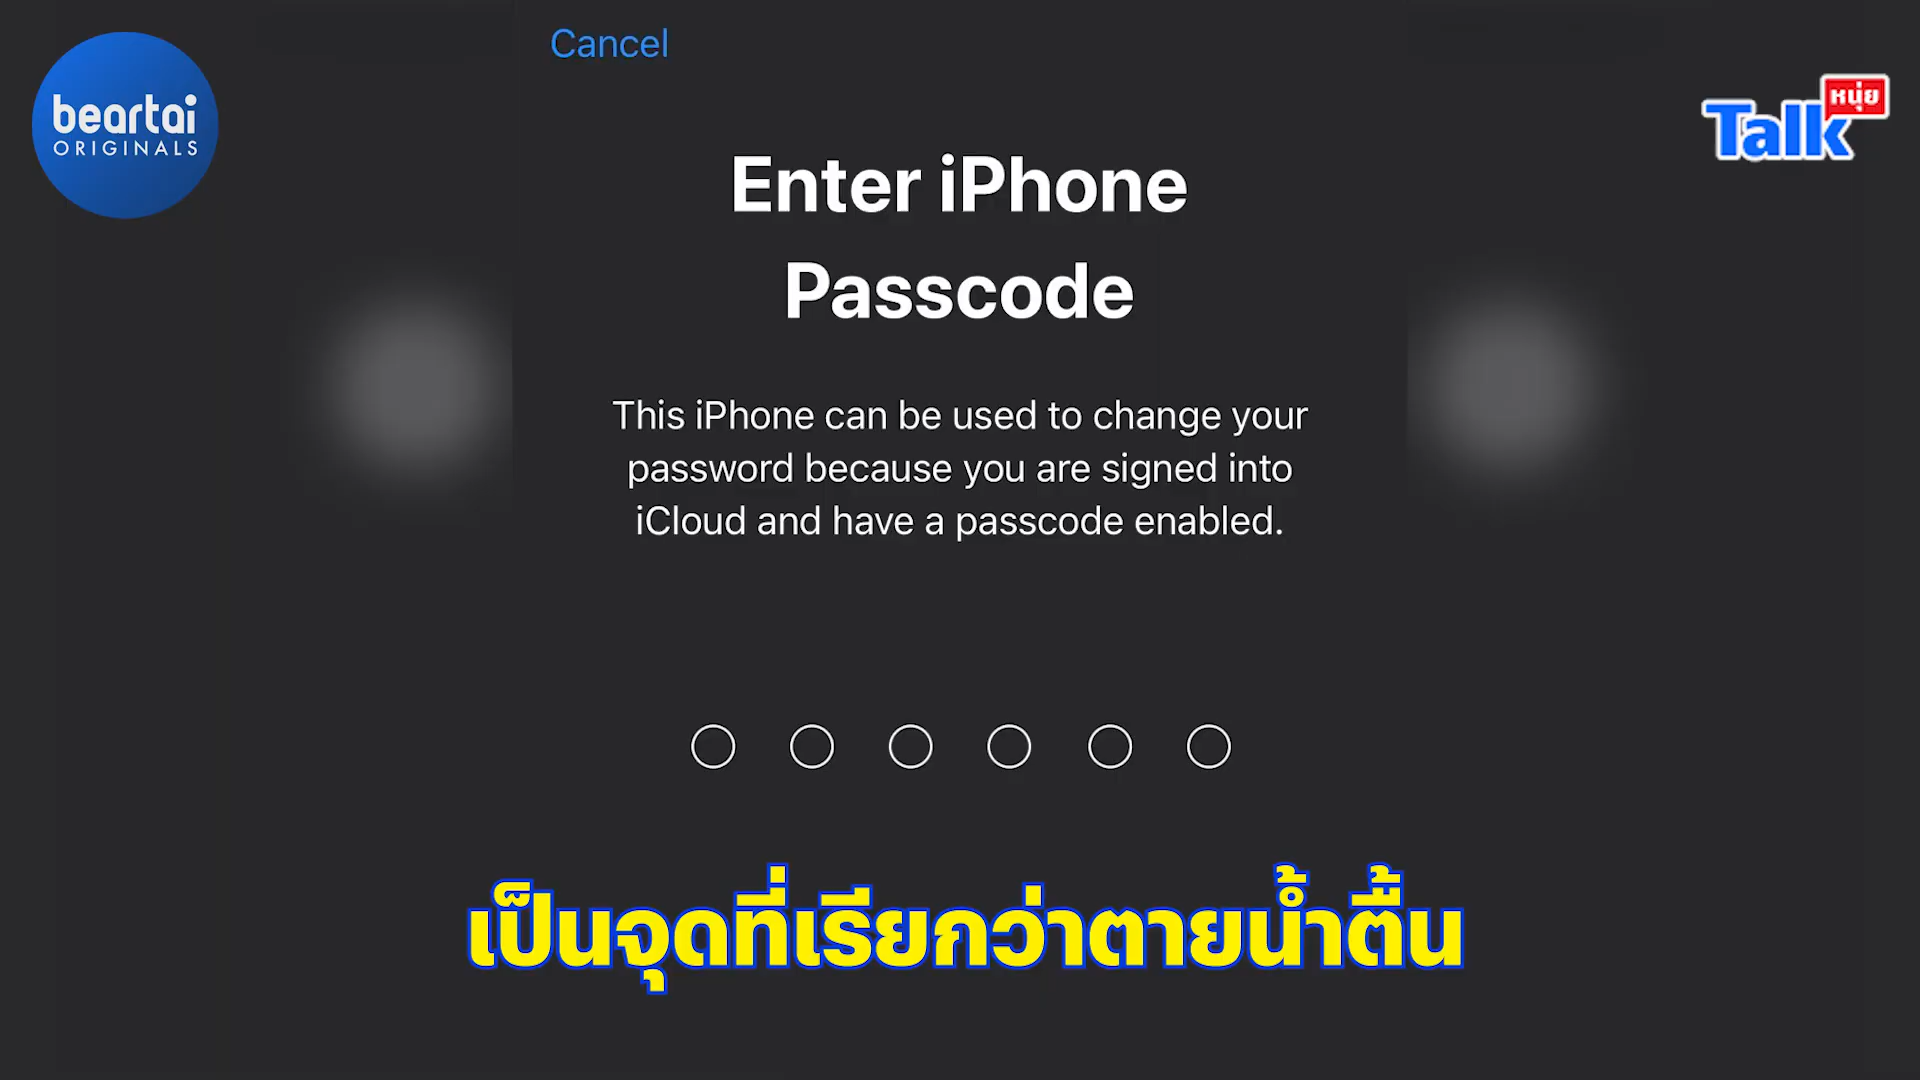 Cancel
beartai
ORIGINALS
Talk
หนุ่ย
Enter iPhone
Passcode
This iPhone can be used to change your
password because you are signed into
iCloud and have a passcode enabled.
เป็นจุดที่เรียกว่าตายน้ำตื้น